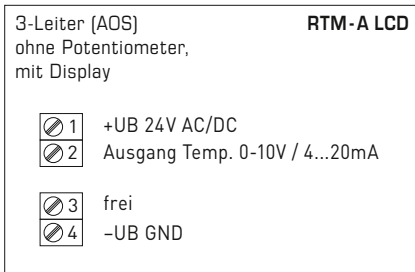 3-Leiter (AOS) RTM-A LCD
ohne Potentiometer,
mit Display
1 +UB 24V AC/DC
2 Ausgang Temp. 0-10V / 4...20mA
3 frei
4 –UB GND